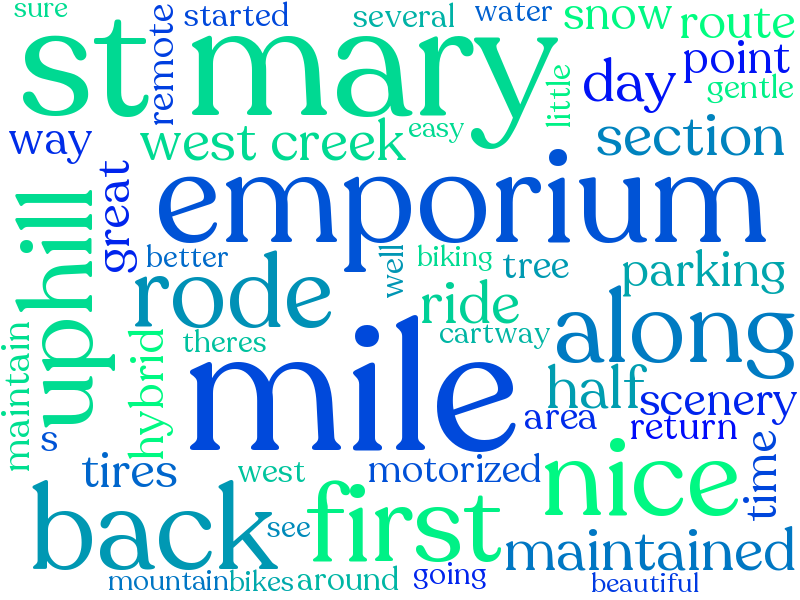 sure
started
several
water
snow
route
st mary
remote
little
day
point
gentle
way
west creek
easy
section
great
emporium
uphill
better
well
biking
tree
parking
rode
ride
along
theres
cartway
maintain
hybrid
mile
half
scenery
area
return
s
tires
west
motorized
nice
time
back
see
first
maintained
mountain
bikes
around
going
beautiful